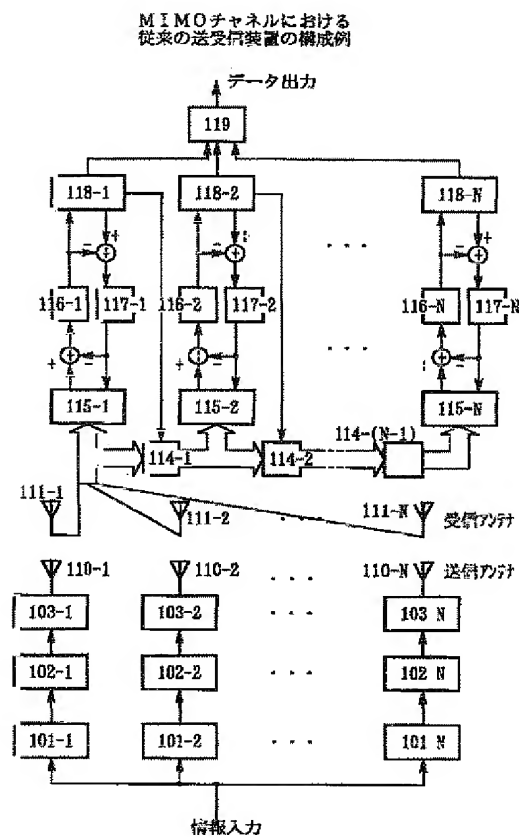 MIMOチャネルにおける
従来の送受信装置の構成例
データ出力
119
118-1
118-2
118-N
+
−
+
−
+
−
116-1
117-1
116-2
117-2
116-N
117-N
+
−
+
−
−
115-1
115-2
115-N
114-(N-1)
114-1
114-2
111-1
111-2
111-N
受信アンテナ
110-1
110-2
110-N
送信アンテナ
103-1
103-2
103 N
102-1
102-2
102 N
101-1
101-2
101 N
情報入力